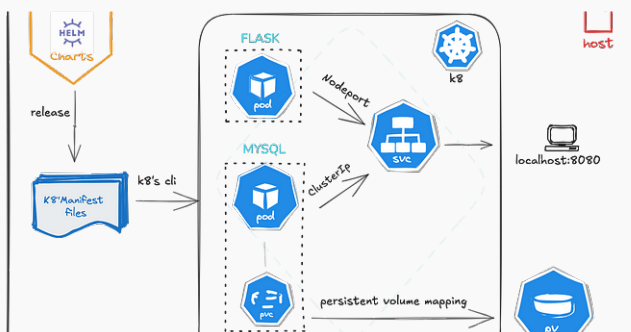 HELM
Charts
release
K8'Manifest
files
k8's cli
FLASK
pod
Nodeport
k8
host
MYSQL
pod
ClusterIp
svc
localhost:8080
pvc
persistent volume mapping
pv